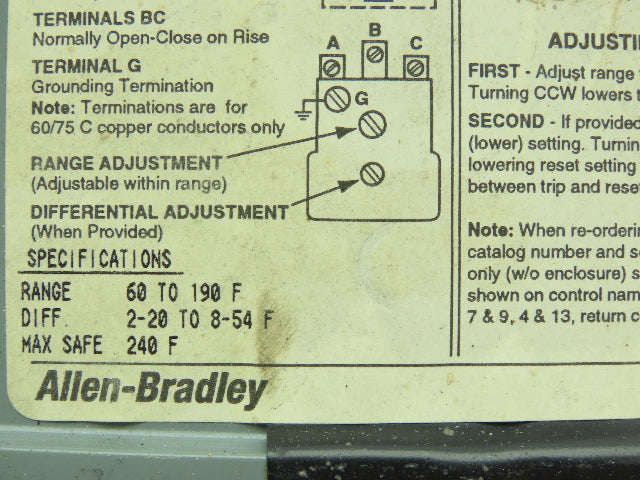 TERMINALS BC
Normally Open-Close on Rise
TERMINAL G
Grounding Termination
Note: Terminations are for
60/75 C copper conductors only
RANGE ADJUSTMENT
(Adjustable within range)
DIFFERENTIAL ADJUSTMENT
(When Provided)
A B C
G
SPECIFICATIONS
RANGE 60 TO 190 F
DIFF. 2-20 TO 8-54 F
MAX SAFE 240 F
Allen-Bradley
ADJUSTI
FIRST - Adjust range
Turning CCW lowers t
SECOND - If provided
(lower) setting. Turnin
lowering reset setting
between trip and rese
Note: When re-orderi
catalog number and s
only (w/o enclosure) s
shown on control nam
7 & 9, 4 & 13, return c